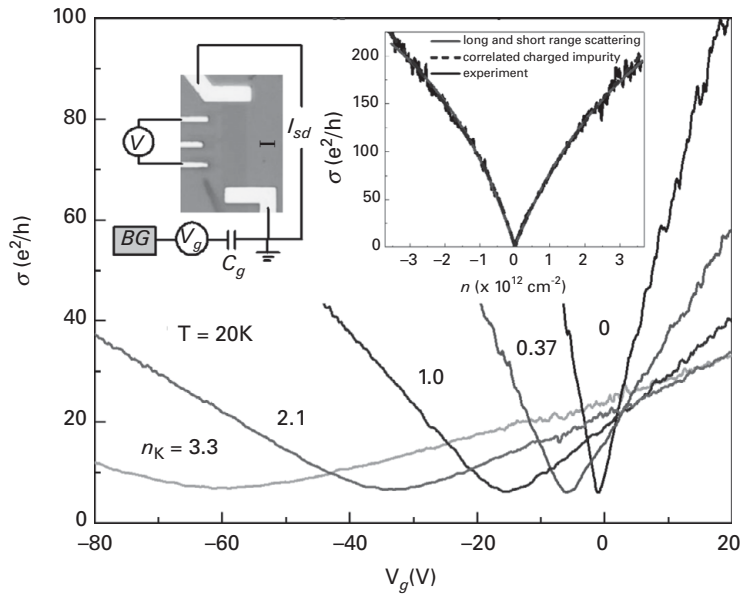 100
80
60
40
20
0
σ (e²/h)
−80
−60
−40
−20
0
20
V_g(V)
T = 20K
n_K = 3.3
2.1
1.0
0.37
0
V
I_sd
BG
V_g
C_g
long and short range scattering
correlated charged impurity
experiment
200
150
100
50
0
σ (e²/h)
−3
−2
−1
0
1
2
3
n (x 10¹² cm⁻²)